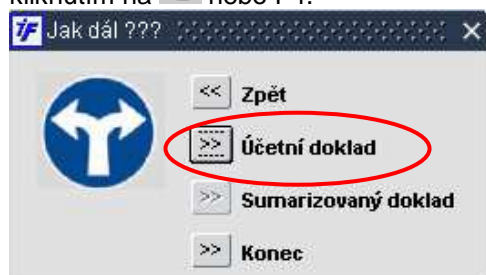 Jak dál ???
<< Zpět
>> Účetní doklad
>> Sumarizovaný doklad
>> Konec